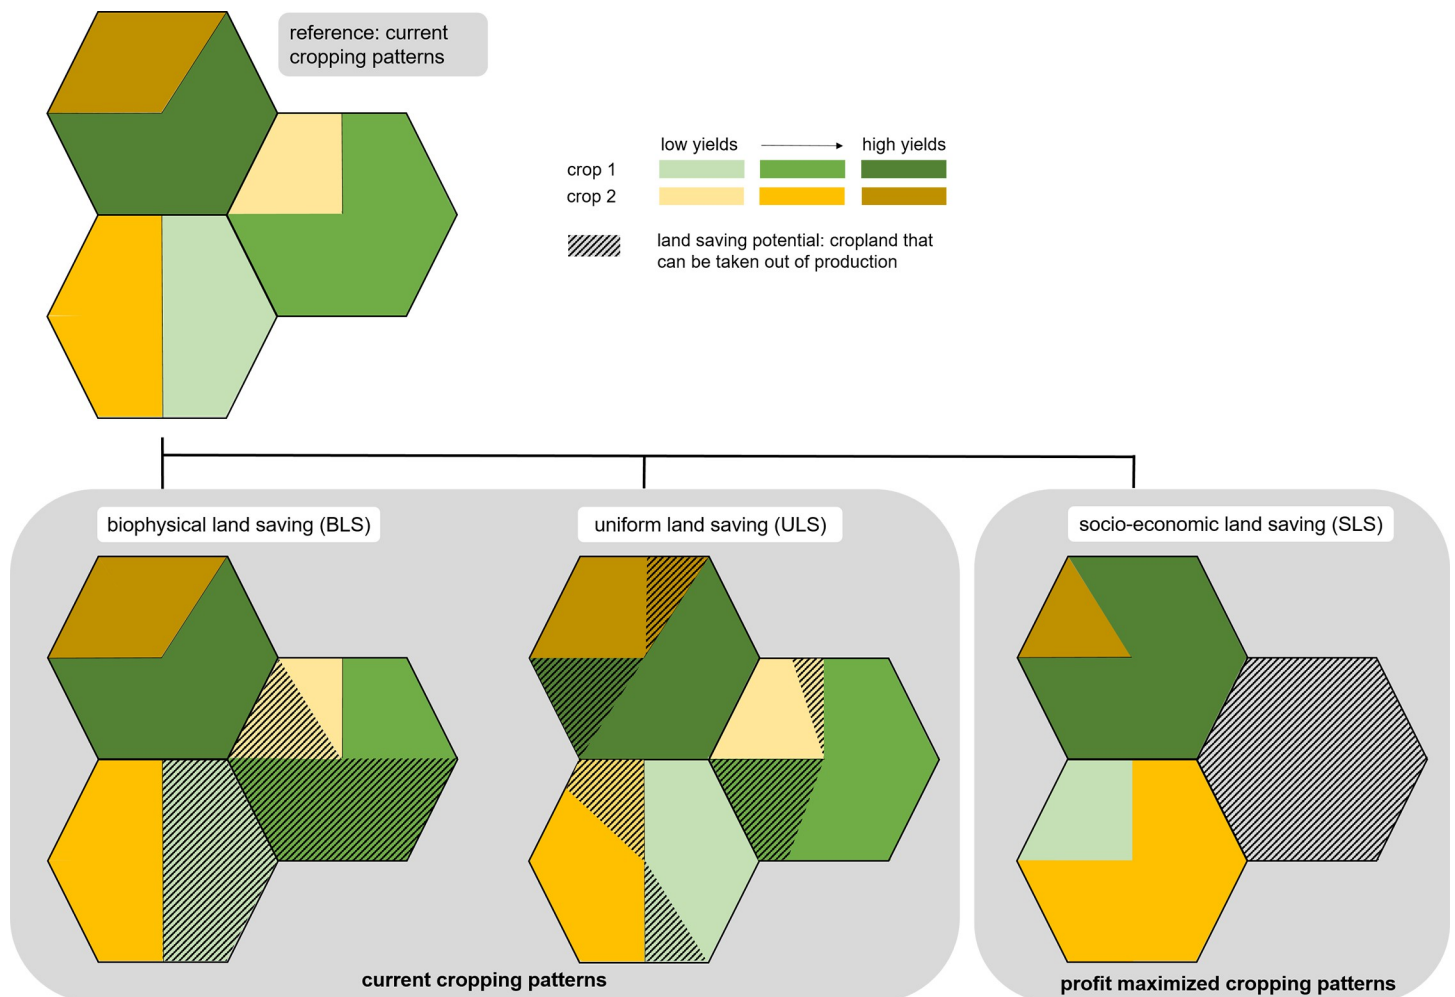 reference: current
cropping patterns
low yields
high yields
crop 1
crop 2
land saving potential: cropland that
can be taken out of production
biophysical land saving (BLS)
uniform land saving (ULS)
socio-economic land saving (SLS)
current cropping patterns
profit maximized cropping patterns